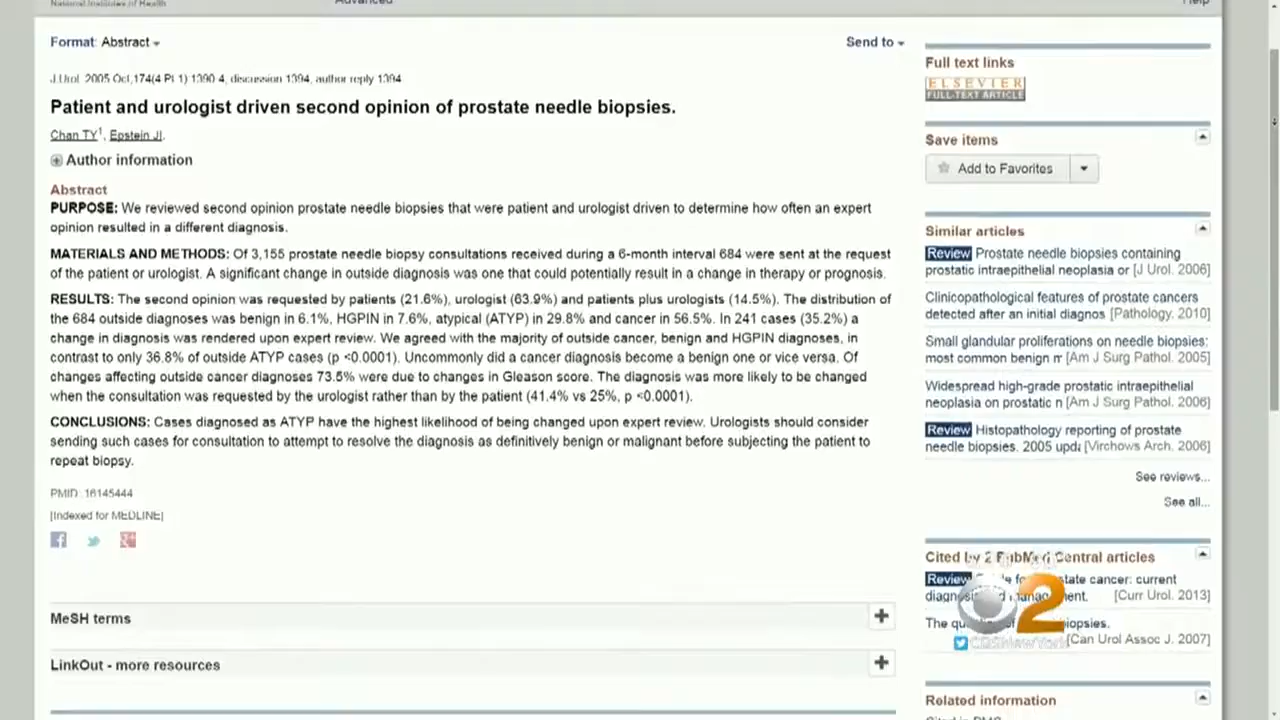 National Institutes of Health
Advanced
Help
Format: Abstract
Send to
J Urol. 2005 Oct;174(4 Pt 1):1390-4; discussion 1394; author reply 1394.
Patient and urologist driven second opinion of prostate needle biopsies.
Chan TY1, Epstein JI.
Author information
Abstract
PURPOSE: We reviewed second opinion prostate needle biopsies that were patient and urologist driven to determine how often an expert
opinion resulted in a different diagnosis.
MATERIALS AND METHODS: Of 3,155 prostate needle biopsy consultations received during a 6-month interval 684 were sent at the request
of the patient or urologist. A significant change in outside diagnosis was one that could potentially result in a change in therapy or prognosis.
RESULTS: The second opinion was requested by patients (21.6%), urologist (63.9%) and patients plus urologists (14.5%). The distribution of
the 684 outside diagnoses was benign in 6.1%, HGPIN in 7.6%, atypical (ATYP) in 29.8% and cancer in 56.5%. In 241 cases (35.2%) a
change in diagnosis was rendered upon expert review. We agreed with the majority of outside cancer, benign and HGPIN diagnoses, in
contrast to only 36.8% of outside ATYP cases (p <0.0001). Uncommonly did a cancer diagnosis become a benign one or vice versa. Of
changes affecting outside cancer diagnoses 73.5% were due to changes in Gleason score. The diagnosis was more likely to be changed
when the consultation was requested by the urologist rather than by the patient (41.4% vs 25%, p <0.0001).
CONCLUSIONS: Cases diagnosed as ATYP have the highest likelihood of being changed upon expert review. Urologists should consider
sending such cases for consultation to attempt to resolve the diagnosis as definitively benign or malignant before subjecting the patient to
repeat biopsy.
PMID: 16145444
[Indexed for MEDLINE]
MeSH terms
LinkOut - more resources
Full text links
ELSEVIER
FULL-TEXT ARTICLE
Save items
Add to Favorites
Similar articles
Review Prostate needle biopsies containing
prostatic intraepithelial neoplasia or [J Urol. 2006]
Clinicopathological features of prostate cancers
detected after an initial diagnos [Pathology. 2010]
Small glandular proliferations on needle biopsies:
most common benign [Am J Surg Pathol. 2005]
Widespread high-grade prostatic intraepithelial
neoplasia on prostatic n [Am J Surg Pathol. 2006]
Review Histopathology reporting of prostate
needle biopsies. 2005 upda [Virchows Arch. 2006]
See reviews...
See all...
Cited by 2 PubMed Central articles
Review state cancer: current
[Curr Urol. 2013]
The biopsies.
[Can Urol Assoc J. 2007]
2
CBSNewYork
Related information